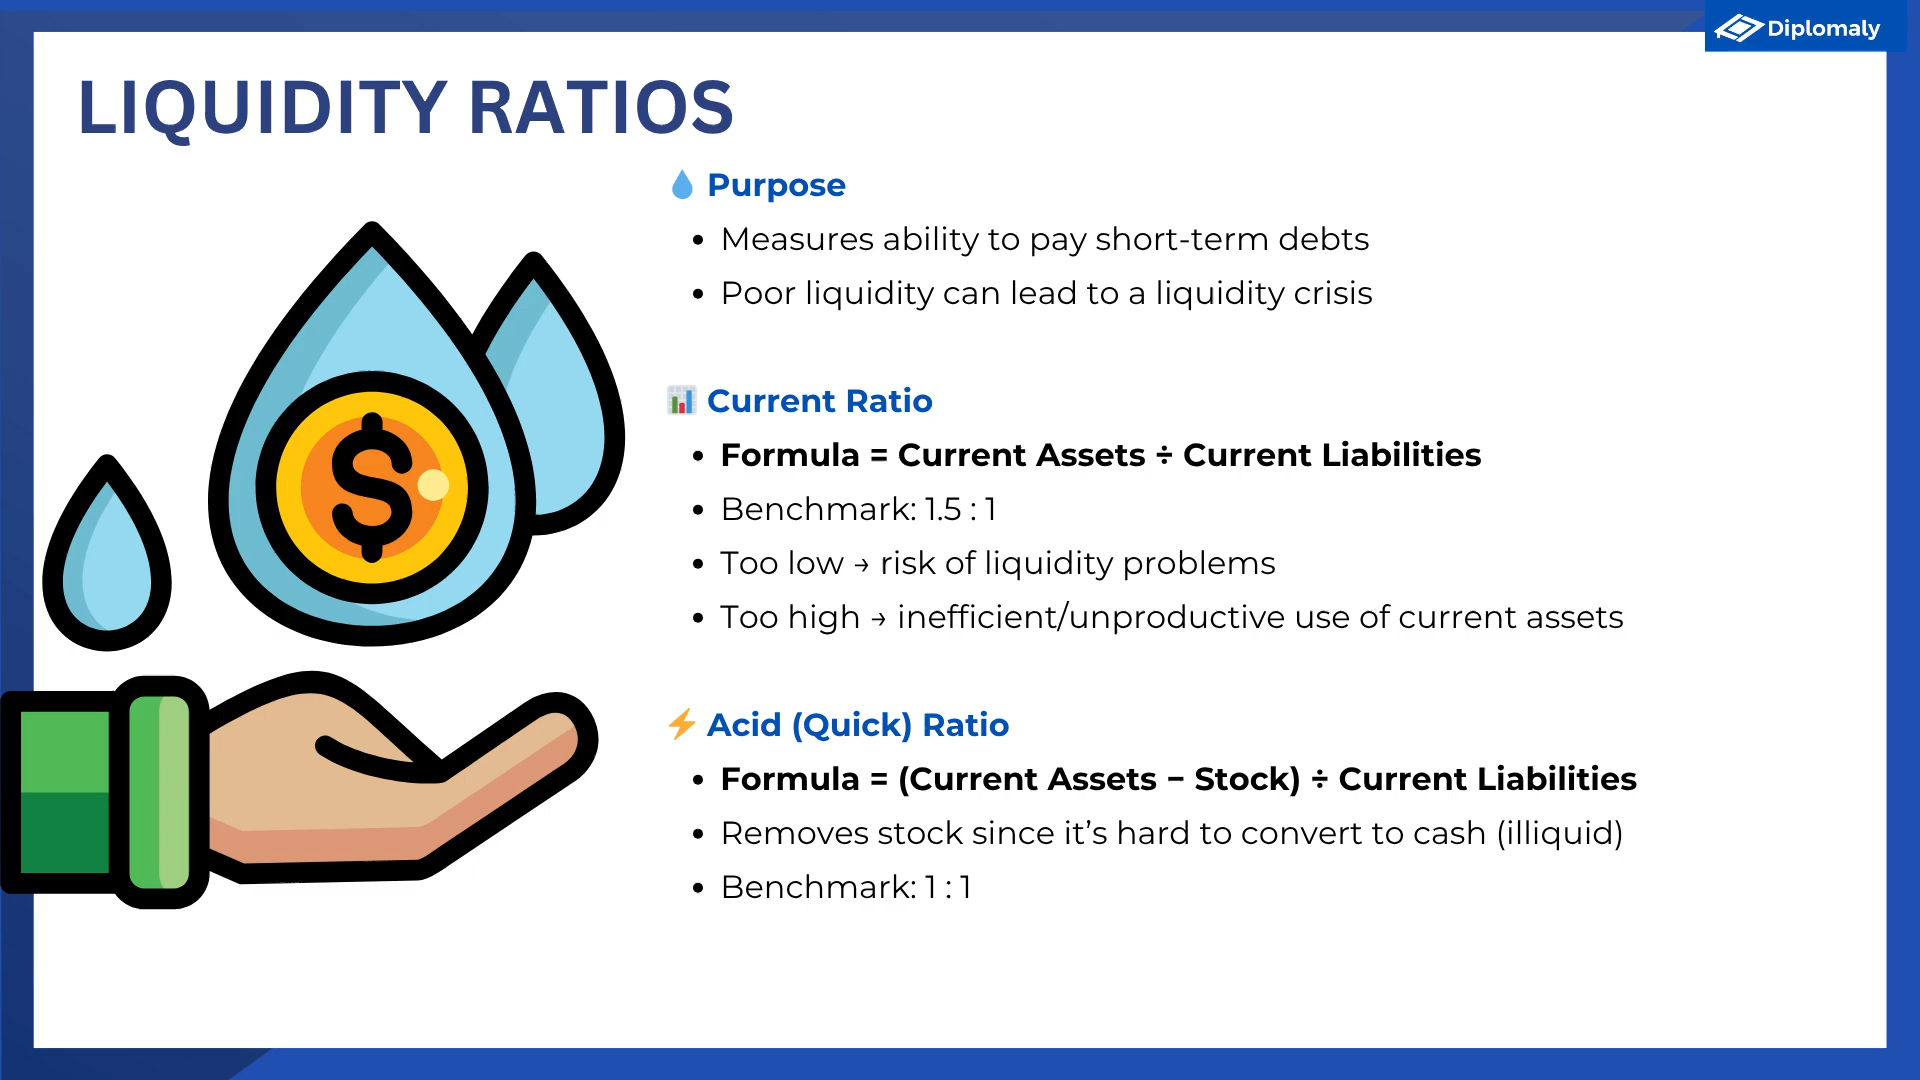 Diplomaly
LIQUIDITY RATIOS
💧 Purpose
• Measures ability to pay short-term debts
• Poor liquidity can lead to a liquidity crisis
📊 Current Ratio
• Formula = Current Assets ÷ Current Liabilities
• Benchmark: 1.5 : 1
• Too low → risk of liquidity problems
• Too high → inefficient/unproductive use of current assets
⚡ Acid (Quick) Ratio
• Formula = (Current Assets − Stock) ÷ Current Liabilities
• Removes stock since it’s hard to convert to cash (illiquid)
• Benchmark: 1 : 1